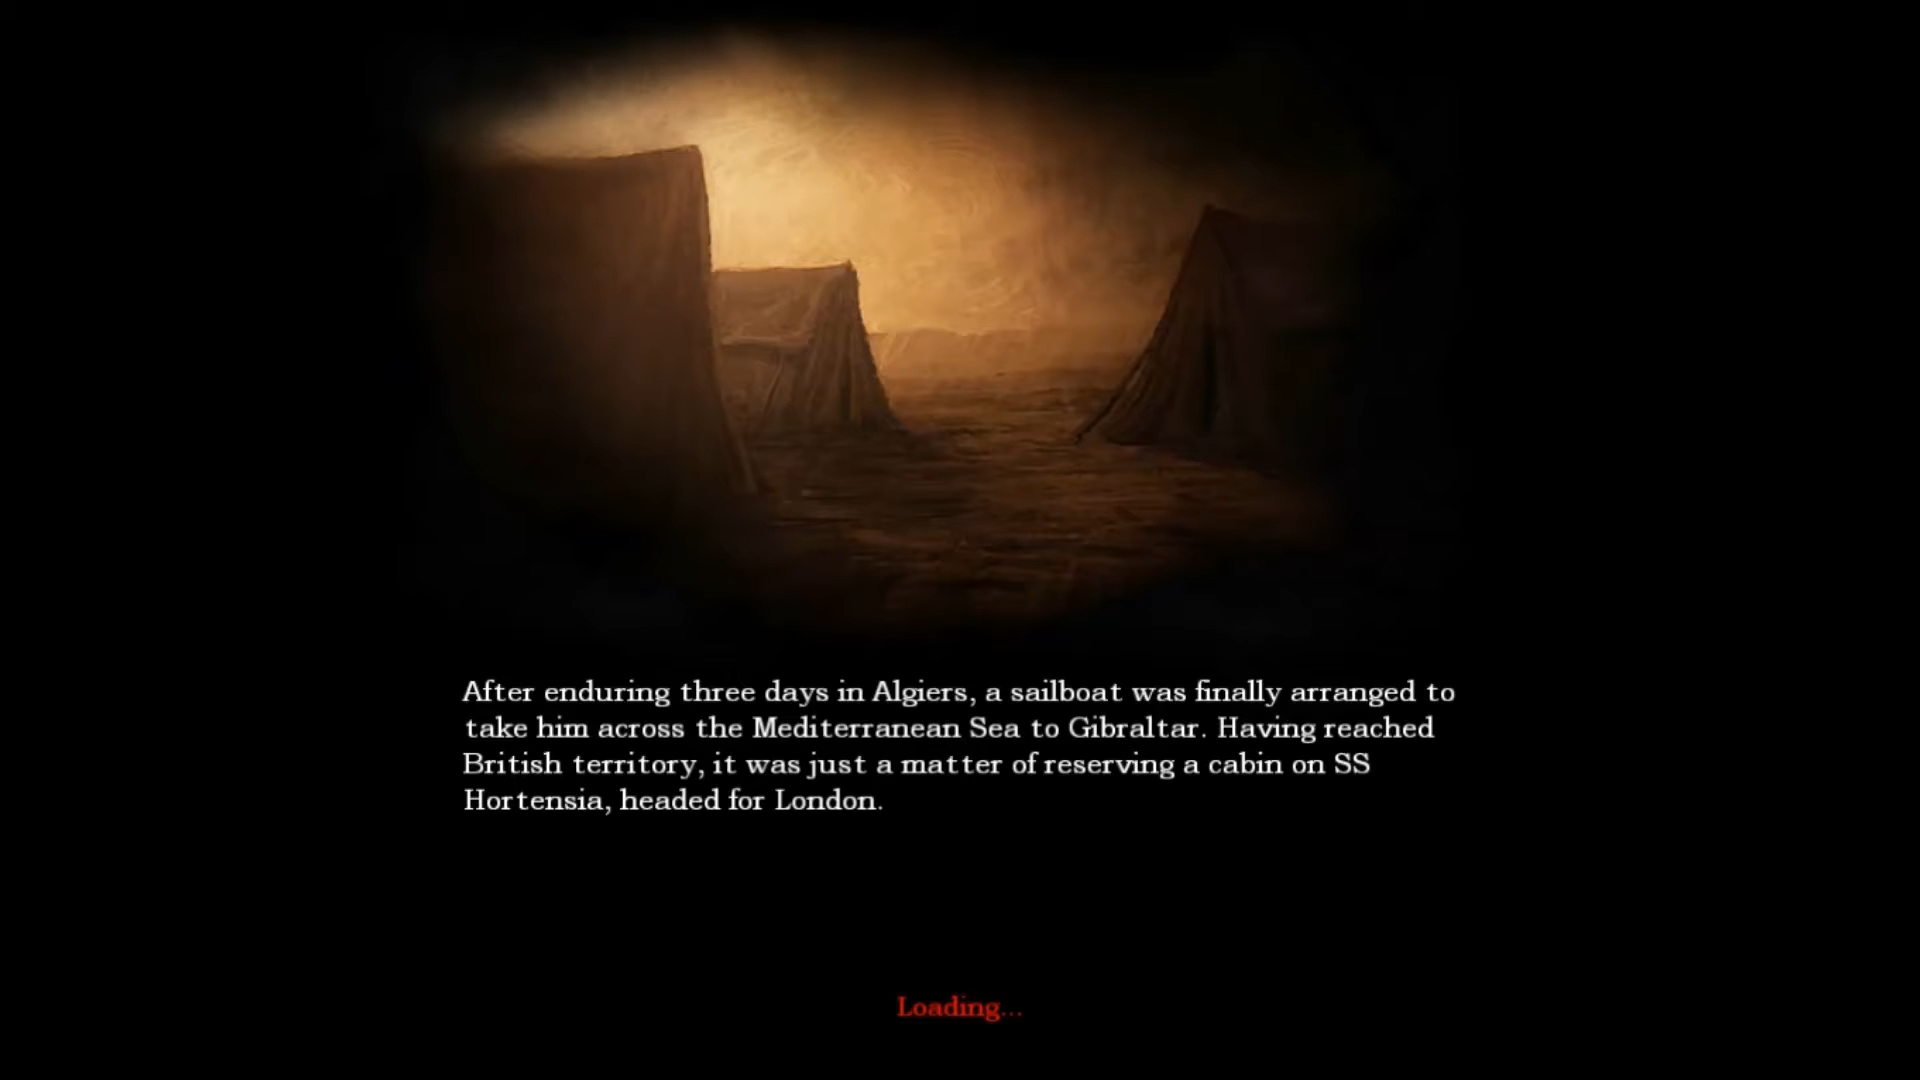 After enduring three days in Algiers, a sailboat was finally arranged to
take him across the Mediterranean Sea to Gibraltar. Having reached
British territory, it was just a matter of reserving a cabin on SS
Hortensia, headed for London.
Loading...